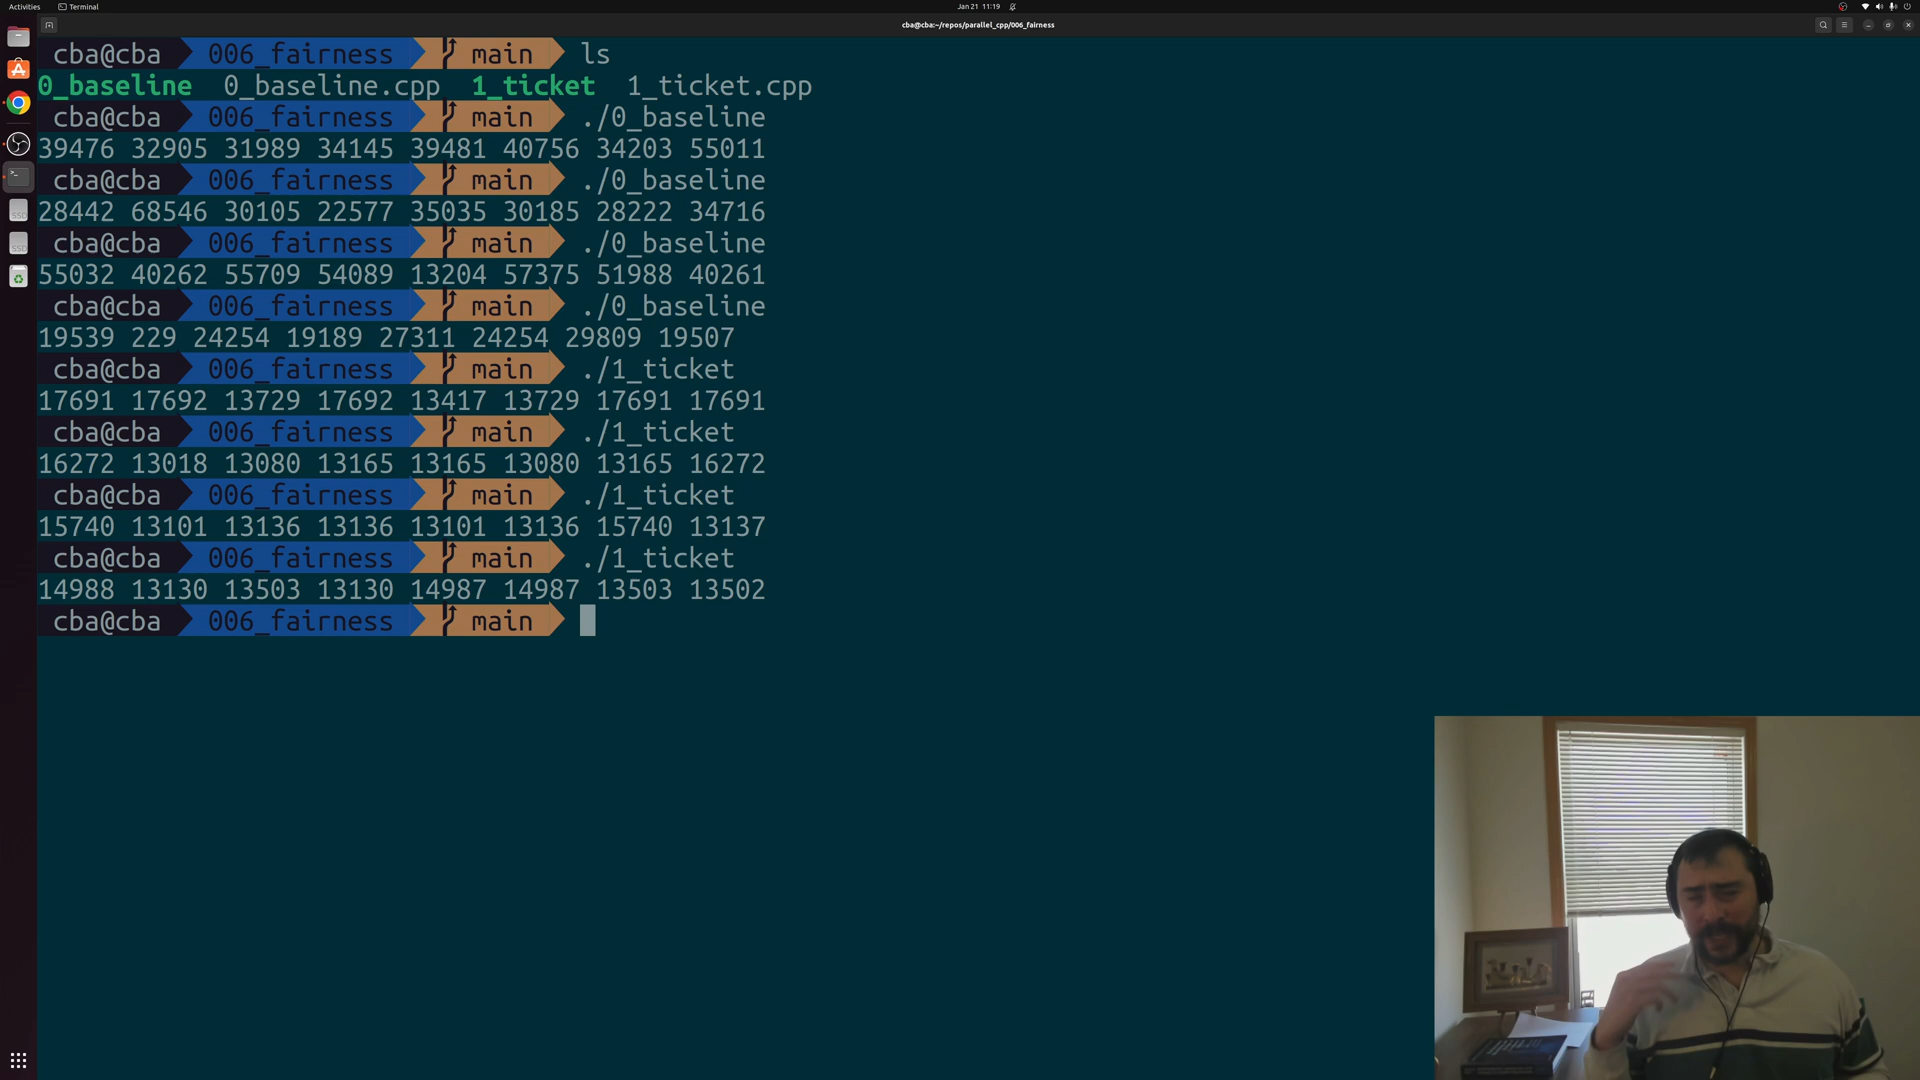 Activities Terminal Jan 21 11:19
cba@cba:~/repos/parallel_cpp/006_fairness
cba@cba 006_fairness main ls
0_baseline 0_baseline.cpp 1_ticket 1_ticket.cpp
cba@cba 006_fairness main ./0_baseline
39476 32905 31989 34145 39481 40756 34203 55011
cba@cba 006_fairness main ./0_baseline
28442 68546 30105 22577 35035 30185 28222 34716
cba@cba 006_fairness main ./0_baseline
55032 40262 55709 54089 13204 57375 51988 40261
cba@cba 006_fairness main ./0_baseline
19539 229 24254 19189 27311 24254 29809 19507
cba@cba 006_fairness main ./1_ticket
17691 17692 13729 17692 13417 13729 17691 17691
cba@cba 006_fairness main ./1_ticket
16272 13018 13080 13165 13165 13080 13165 16272
cba@cba 006_fairness main ./1_ticket
15740 13101 13136 13136 13101 13136 15740 13137
cba@cba 006_fairness main ./1_ticket
14988 13130 13503 13130 14987 14987 13503 13502
cba@cba 006_fairness main